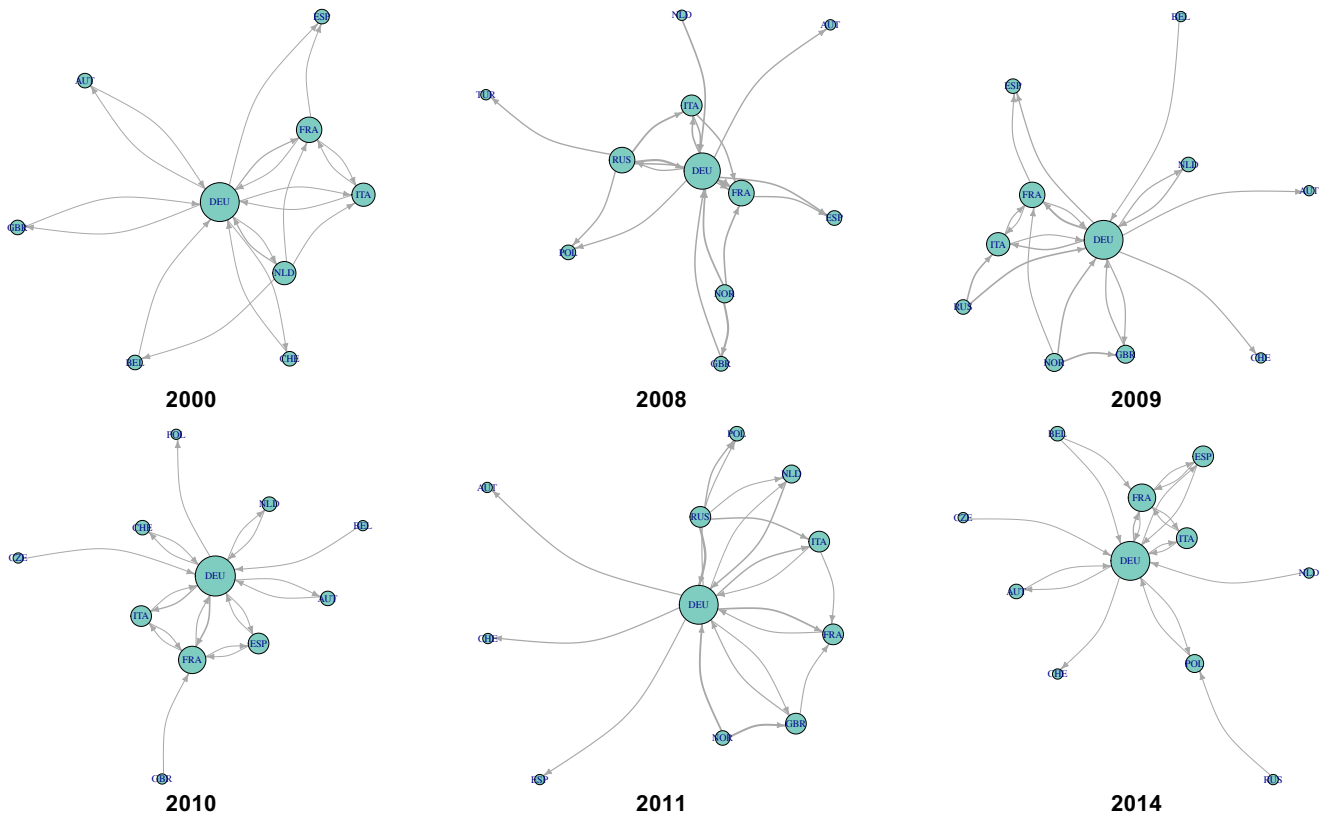 ESP
AUT
FRA
ITA
DEU
GBR
NLD
BEL
CHE
2000
NLD
AUT
TUR
ITA
RUS
DEU
FRA
ESP
POL
NOR
GBR
2008
BEL
ESP
NLD
AUT
FRA
ITA
DEU
RUS
NOR
GBR
CHE
2009
POL
NLD
CHE
BEL
CZE
DEU
AUT
ITA
ESP
FRA
GBR
2010
POL
NLD
AUT
RUS
ITA
DEU
CHE
FRA
GBR
NOR
ESP
2011
BEL
ESP
FRA
CZE
ITA
DEU
NLD
AUT
POL
CHE
RUS
2014